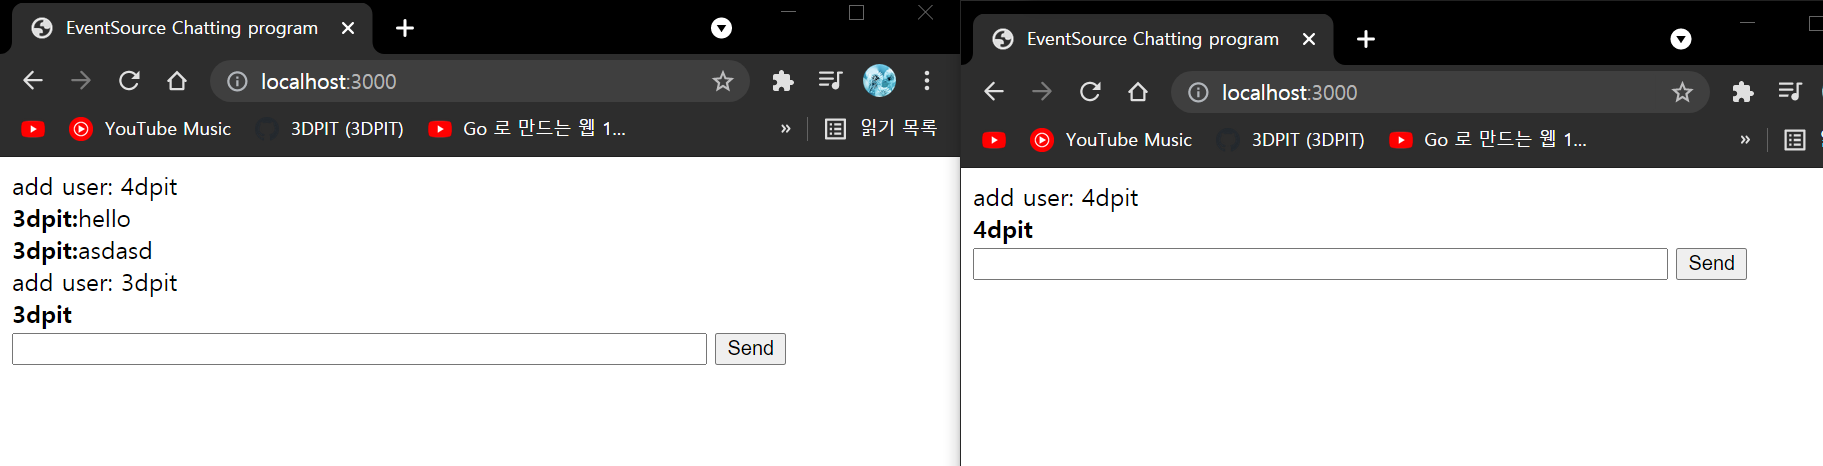 EventSource Chatting program
localhost:3000
YouTube Music 3DPIT (3DPIT) Go 로 만드는 웹 1... » 읽기 목록
add user: 4dpit
3dpit:hello
3dpit:asdasd
add user: 3dpit
3dpit
Send
EventSource Chatting program
localhost:3000
YouTube Music 3DPIT (3DPIT) Go 로 만드는 웹 1... »
add user: 4dpit
4dpit
Send